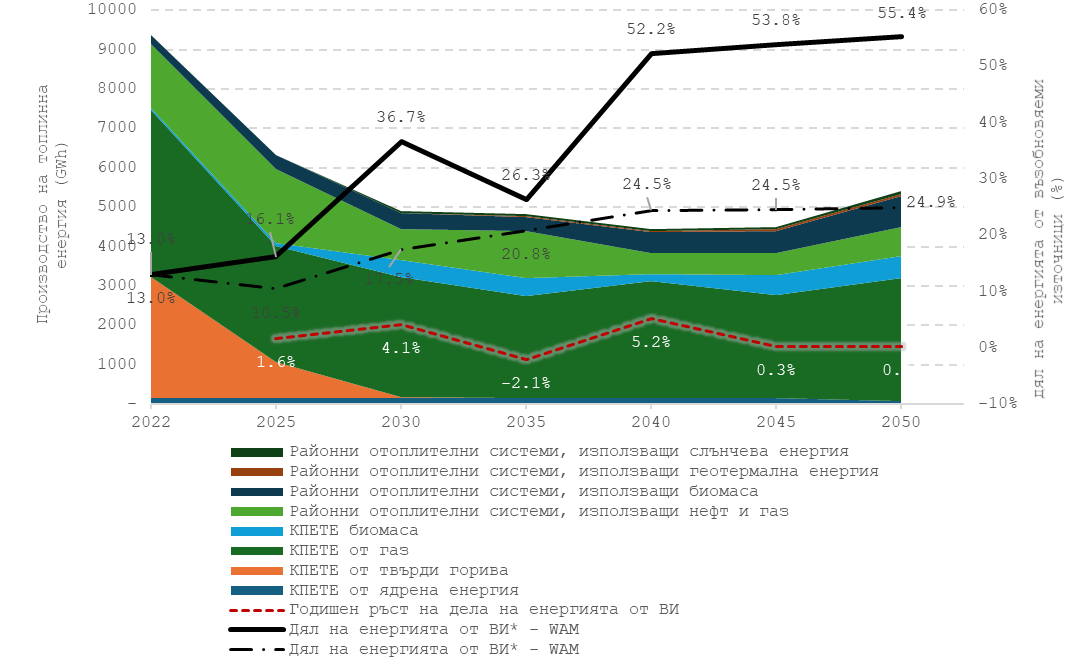 10000
9000
8000
7000
6000
5000
4000
3000
2000
1000
-
Производство на топлинна
енергия (GWh)
60%
50%
40%
30%
20%
10%
0%
-10%
дял на енергията от възобновяеми
източници (%)
55.4%
53.8%
52.2%
36.7%
26.3%
24.5%
24.5%
24.9%
16.1%
13.0%
20.8%
17.5%
13.0%
10.5%
1.6%
4.1%
-2.1%
5.2%
0.3%
0.
2022 2025 2030 2035 2040 2045 2050
Районни отоплителни системи, използващи слънчева енергия
Районни отоплителни системи, използващи геотермална енергия
Районни отоплителни системи, използващи биомаса
Районни отоплителни системи, използващи нефт и газ
КПЕТЕ биомаса
КПЕТЕ от газ
КПЕТЕ от твърди горива
КПЕТЕ от ядрена енергия
Годишен ръст на дела на енергията от ВИ
Дял на енергията от ВИ* - WAM
Дял на енергията от ВИ* - WAM